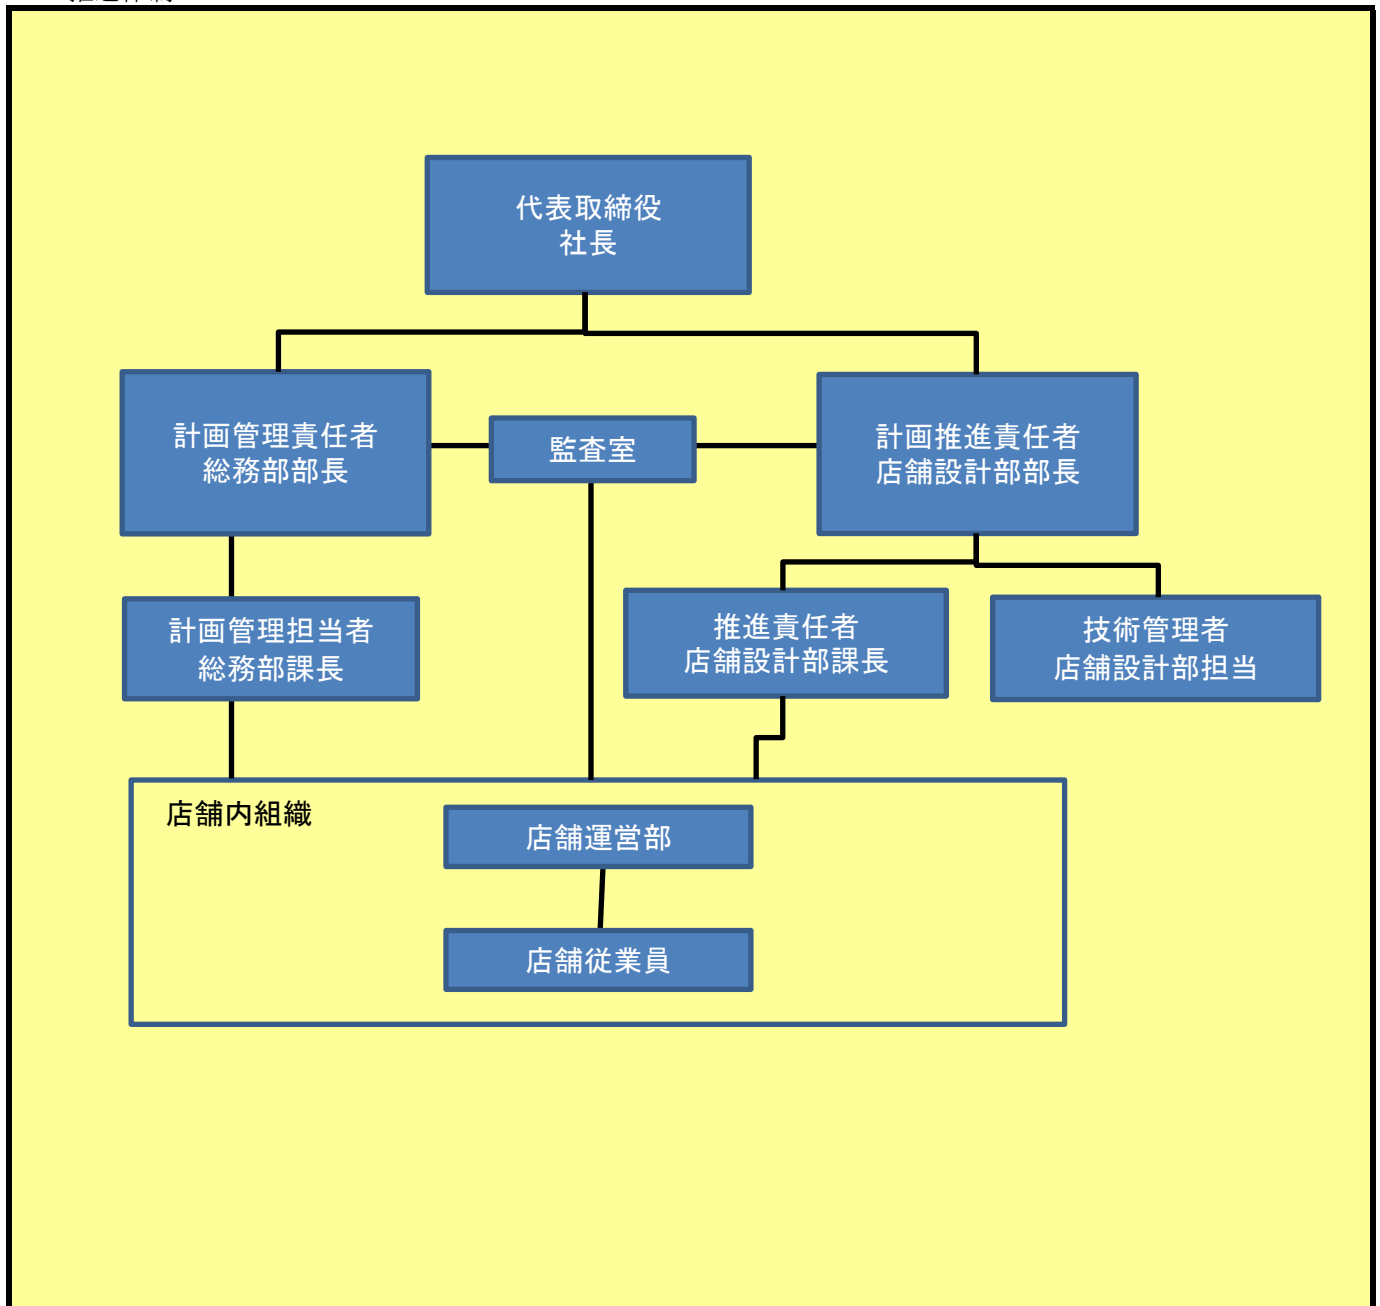 代表取締役
社長
計画管理責任者
総務部部長
監査室
計画推進責任者
店舗設計部部長
計画管理担当者
総務部課長
推進責任者
店舗設計部課長
技術管理者
店舗設計部担当
店舗内組織
店舗運営部
店舗従業員